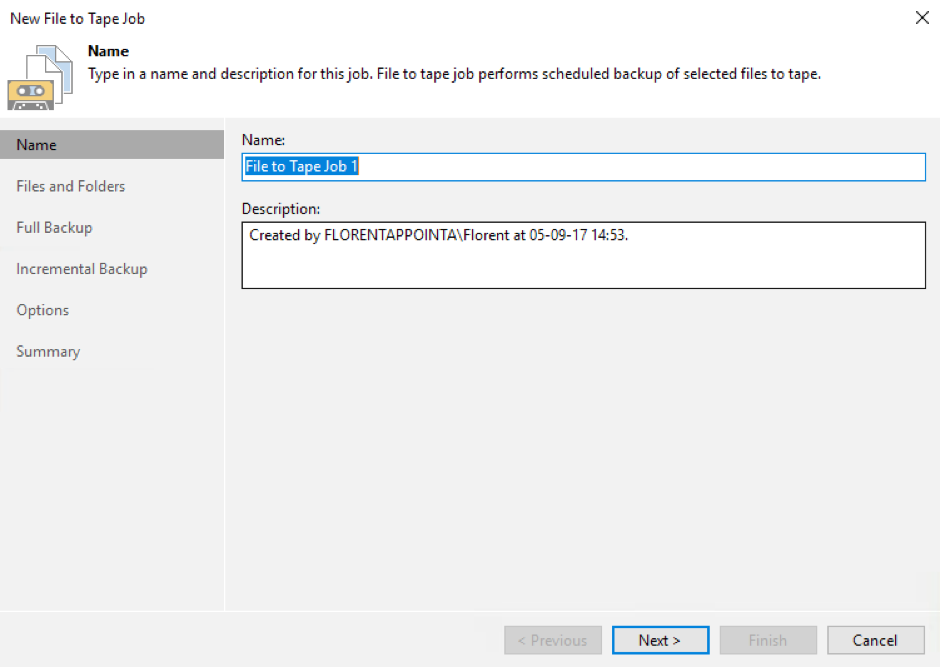 New File to Tape Job
Name
Type in a name and description for this job. File to tape job performs scheduled backup of selected files to tape.
Name
Files and Folders
Full Backup
Incremental Backup
Options
Summary
Name:
File to Tape Job 1
Description:
Created by FLORENTAPPOINTA\Florent at 05-09-17 14:53.
< Previous
Next >
Finish
Cancel